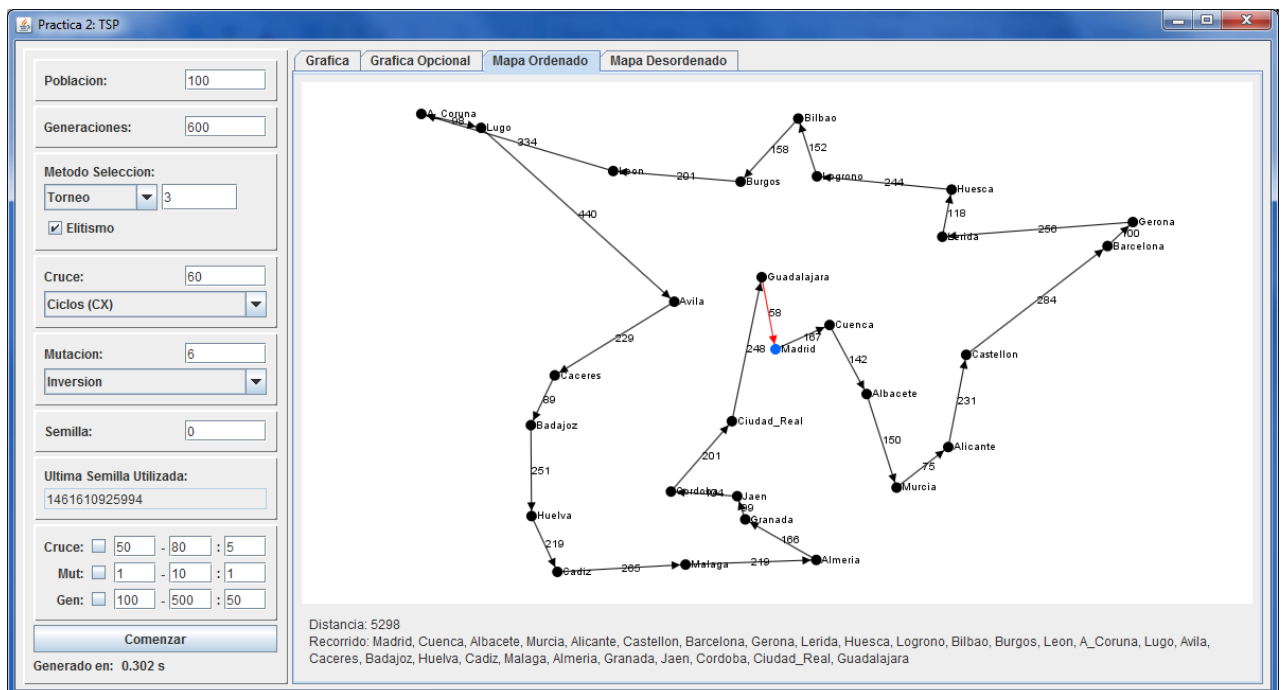 Practica 2: TSP
Poblacion: 100
Generaciones: 600
Metodo Seleccion:
Torneo 3
Elitismo
Cruce: 60
Ciclos (CX)
Mutacion: 6
Inversion
Semilla: 0
Ultima Semilla Utilizada:
1461610925994
Cruce: 50 - 80 : 5
Mut: 1 - 10 : 1
Gen: 100 - 500 : 50
Comenzar
Generado en: 0.302 s
Grafica Grafica Opcional Mapa Ordenado Mapa Desordenado
A_Coruna
98
Lugo
334
Leon
201
Burgos
158
Bilbao
152
Logrono
244
Huesca
118
Lerida
256
Gerona
100
Barcelona
440
Guadalajara
Avila
58
284
Cuenca
167
Madrid
248
229
142
Castellon
Caceres
89
Albacete
231
Badajoz
Ciudad_Real
150
Alicante
75
201
251
Murcia
Cordoba
104
Jaen
99
Granada
Huelva
166
219
Almeria
219
Malaga
265
Cadiz
Distancia: 5298
Recorrido: Madrid, Cuenca, Albacete, Murcia, Alicante, Castellon, Barcelona, Gerona, Lerida, Huesca, Logrono, Bilbao, Burgos, Leon, A_Coruna, Lugo, Avila,
Caceres, Badajoz, Huelva, Cadiz, Malaga, Almeria, Granada, Jaen, Cordoba, Ciudad_Real, Guadalajara